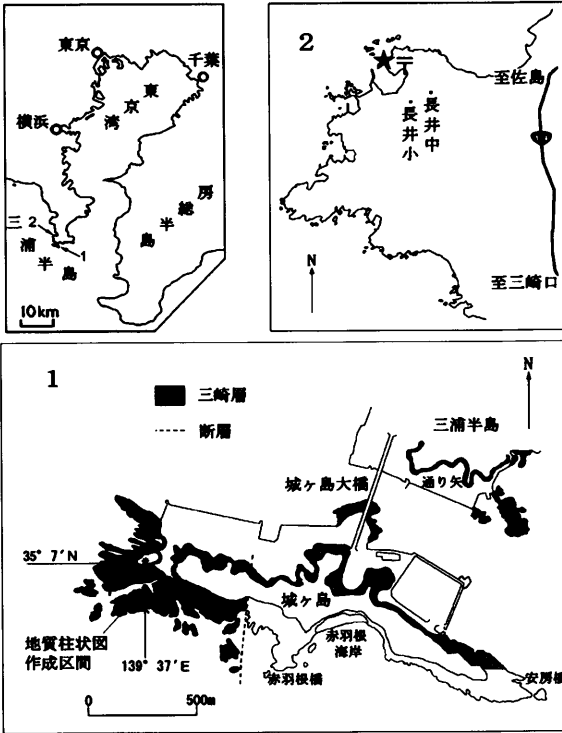 東京
千葉
東京湾
横浜
房総半島
三浦半島
2
1
10km
2
〒
至佐島
・長井中
・長井小
N
至三崎口
1
三崎層
断層
N
三浦半島
通り矢
城ヶ島大橋
35° 7′N
城ヶ島
地質柱状図
作成区間
139° 37′E
赤羽根
海岸
赤羽根橋
安房橋
0
500m